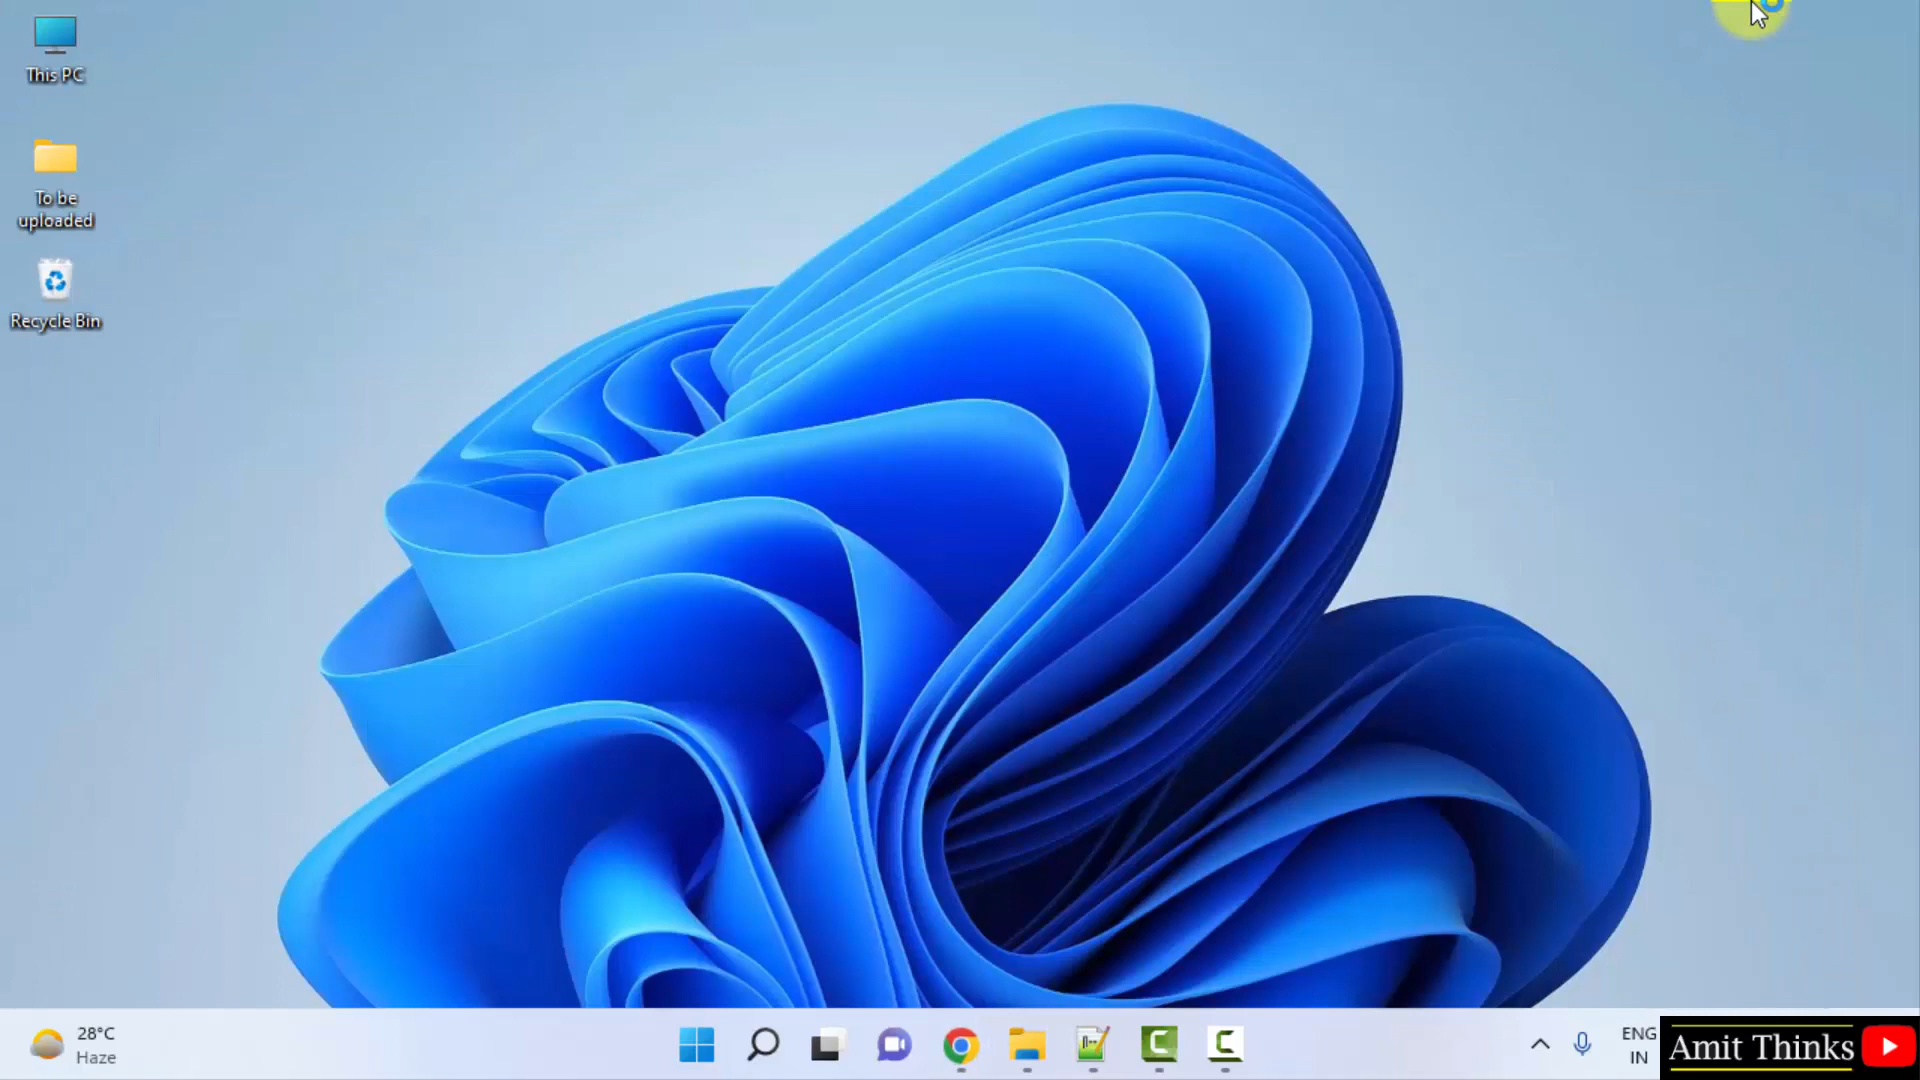 This PC
To be
uploaded
Recycle Bin
28°C
Haze
ENG
IN
Amit Thinks